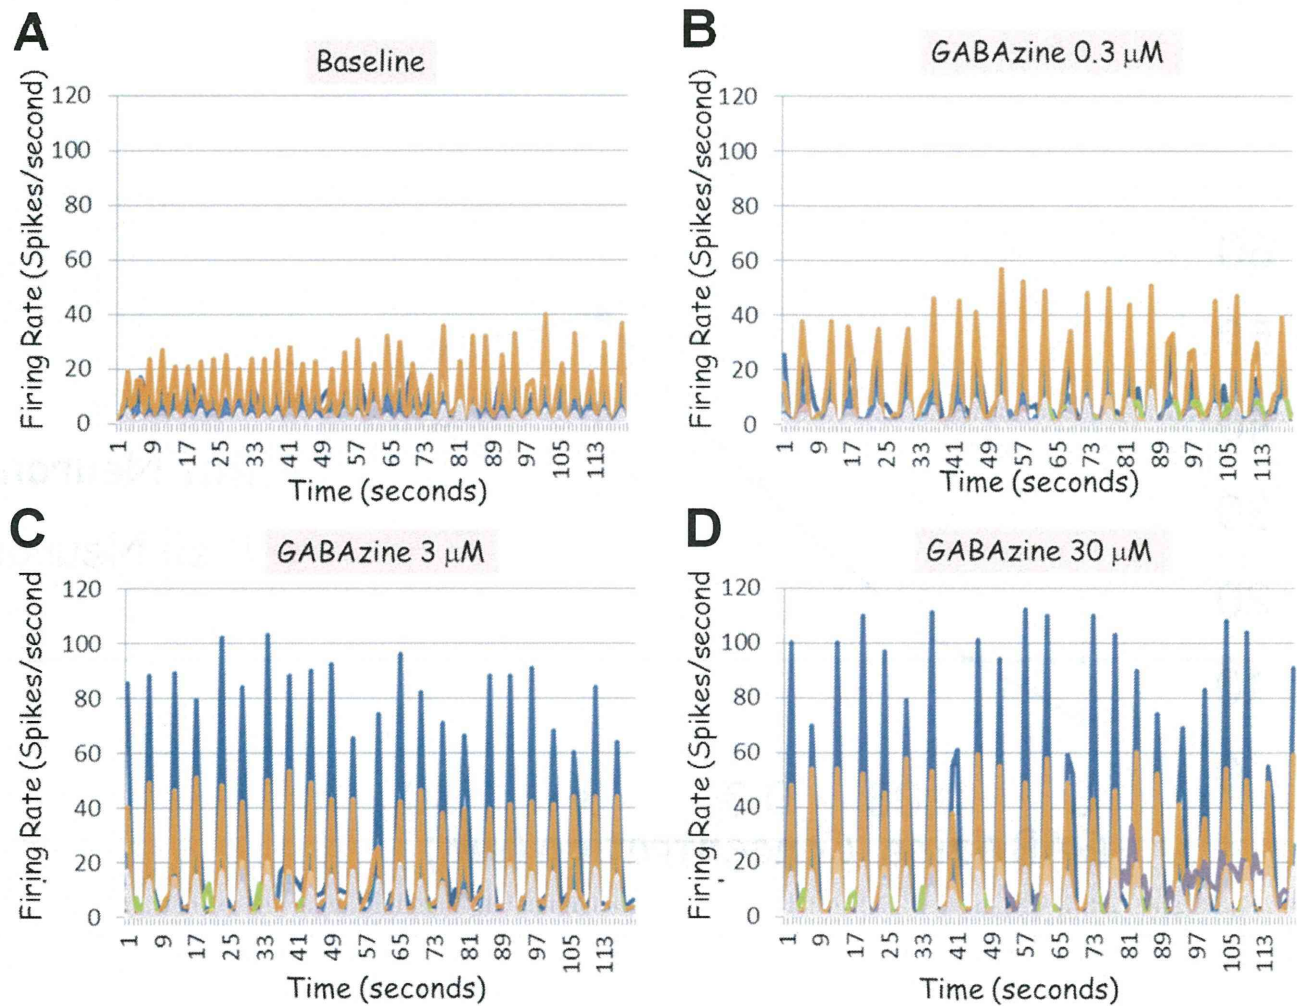 A
Baseline
Firing Rate (Spikes/second)
120
100
80
60
40
20
0
1 9 17 25 33 41 49 57 65 73 81 89 97 105 113
Time (seconds)
B
GABAzine 0.3 µM
Firing Rate (Spikes/second)
120
100
80
60
40
20
0
1 9 17 25 33 41 49 57 65 73 81 89 97 105 113
Time (seconds)
C
GABAzine 3 µM
Firing Rate (Spikes/second
120
100
80
60
40
20
0
1 9 17 25 33 41 49 57 65 73 81 89 97 105 113
Time (seconds)
D
GABAzine 30 µM
Firing Rate (Spikes/second
120
100
80
60
40
20
0
1 9 17 25 33 41 49 57 65 73 81 89 97 105 113
Time (seconds)